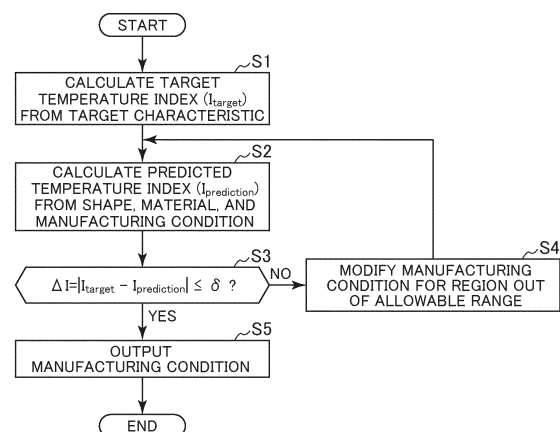 START
S1
CALCULATE TARGET
TEMPERATURE INDEX (Itarget)
FROM TARGET CHARACTERISTIC
S2
CALCULATE PREDICTED
TEMPERATURE INDEX (Iprediction)
FROM SHAPE, MATERIAL, AND
MANUFACTURING CONDITION
S3
ΔI=|Itarget − Iprediction| ≤ δ ?
NO
S4
MODIFY MANUFACTURING
CONDITION FOR REGION OUT
OF ALLOWABLE RANGE
YES
S5
OUTPUT
MANUFACTURING CONDITION
END